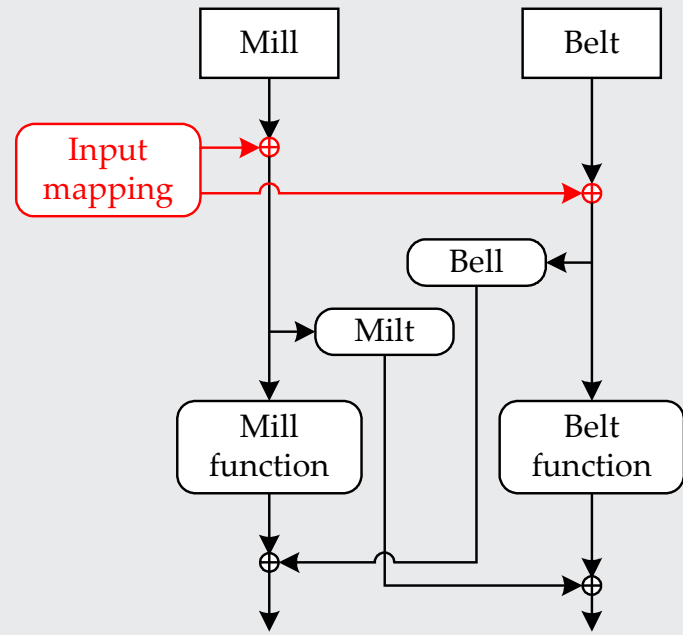 Mill
Belt
Input
mapping
Bell
Milt
Mill
function
Belt
function